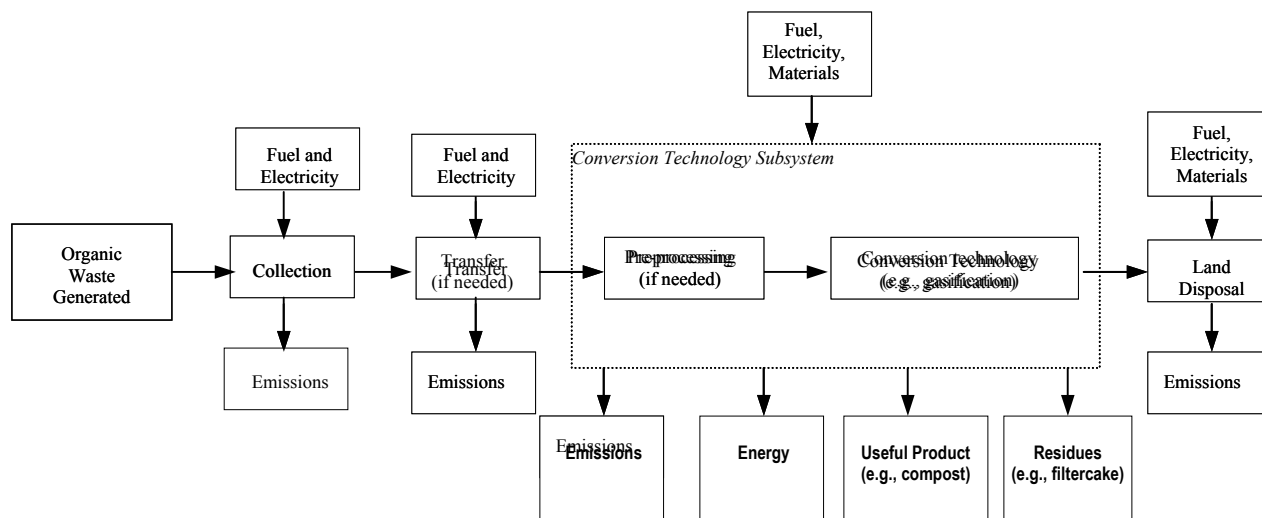 Fuel,
Electricity,
Materials
Fuel and
Electricity
Fuel and
Electricity
Fuel,
Electricity,
Materials
Conversion Technology Subsystem
Organic
Waste
Generated
Collection
Transfer
(if needed)
Pre-processing
(if needed)
Conversion Technology
(e.g., gasification)
Land
Disposal
Emissions
Emissions
Emissions
Emissions
Emissions
Energy
Useful Product
(e.g., compost)
Residues
(e.g., filtercake)